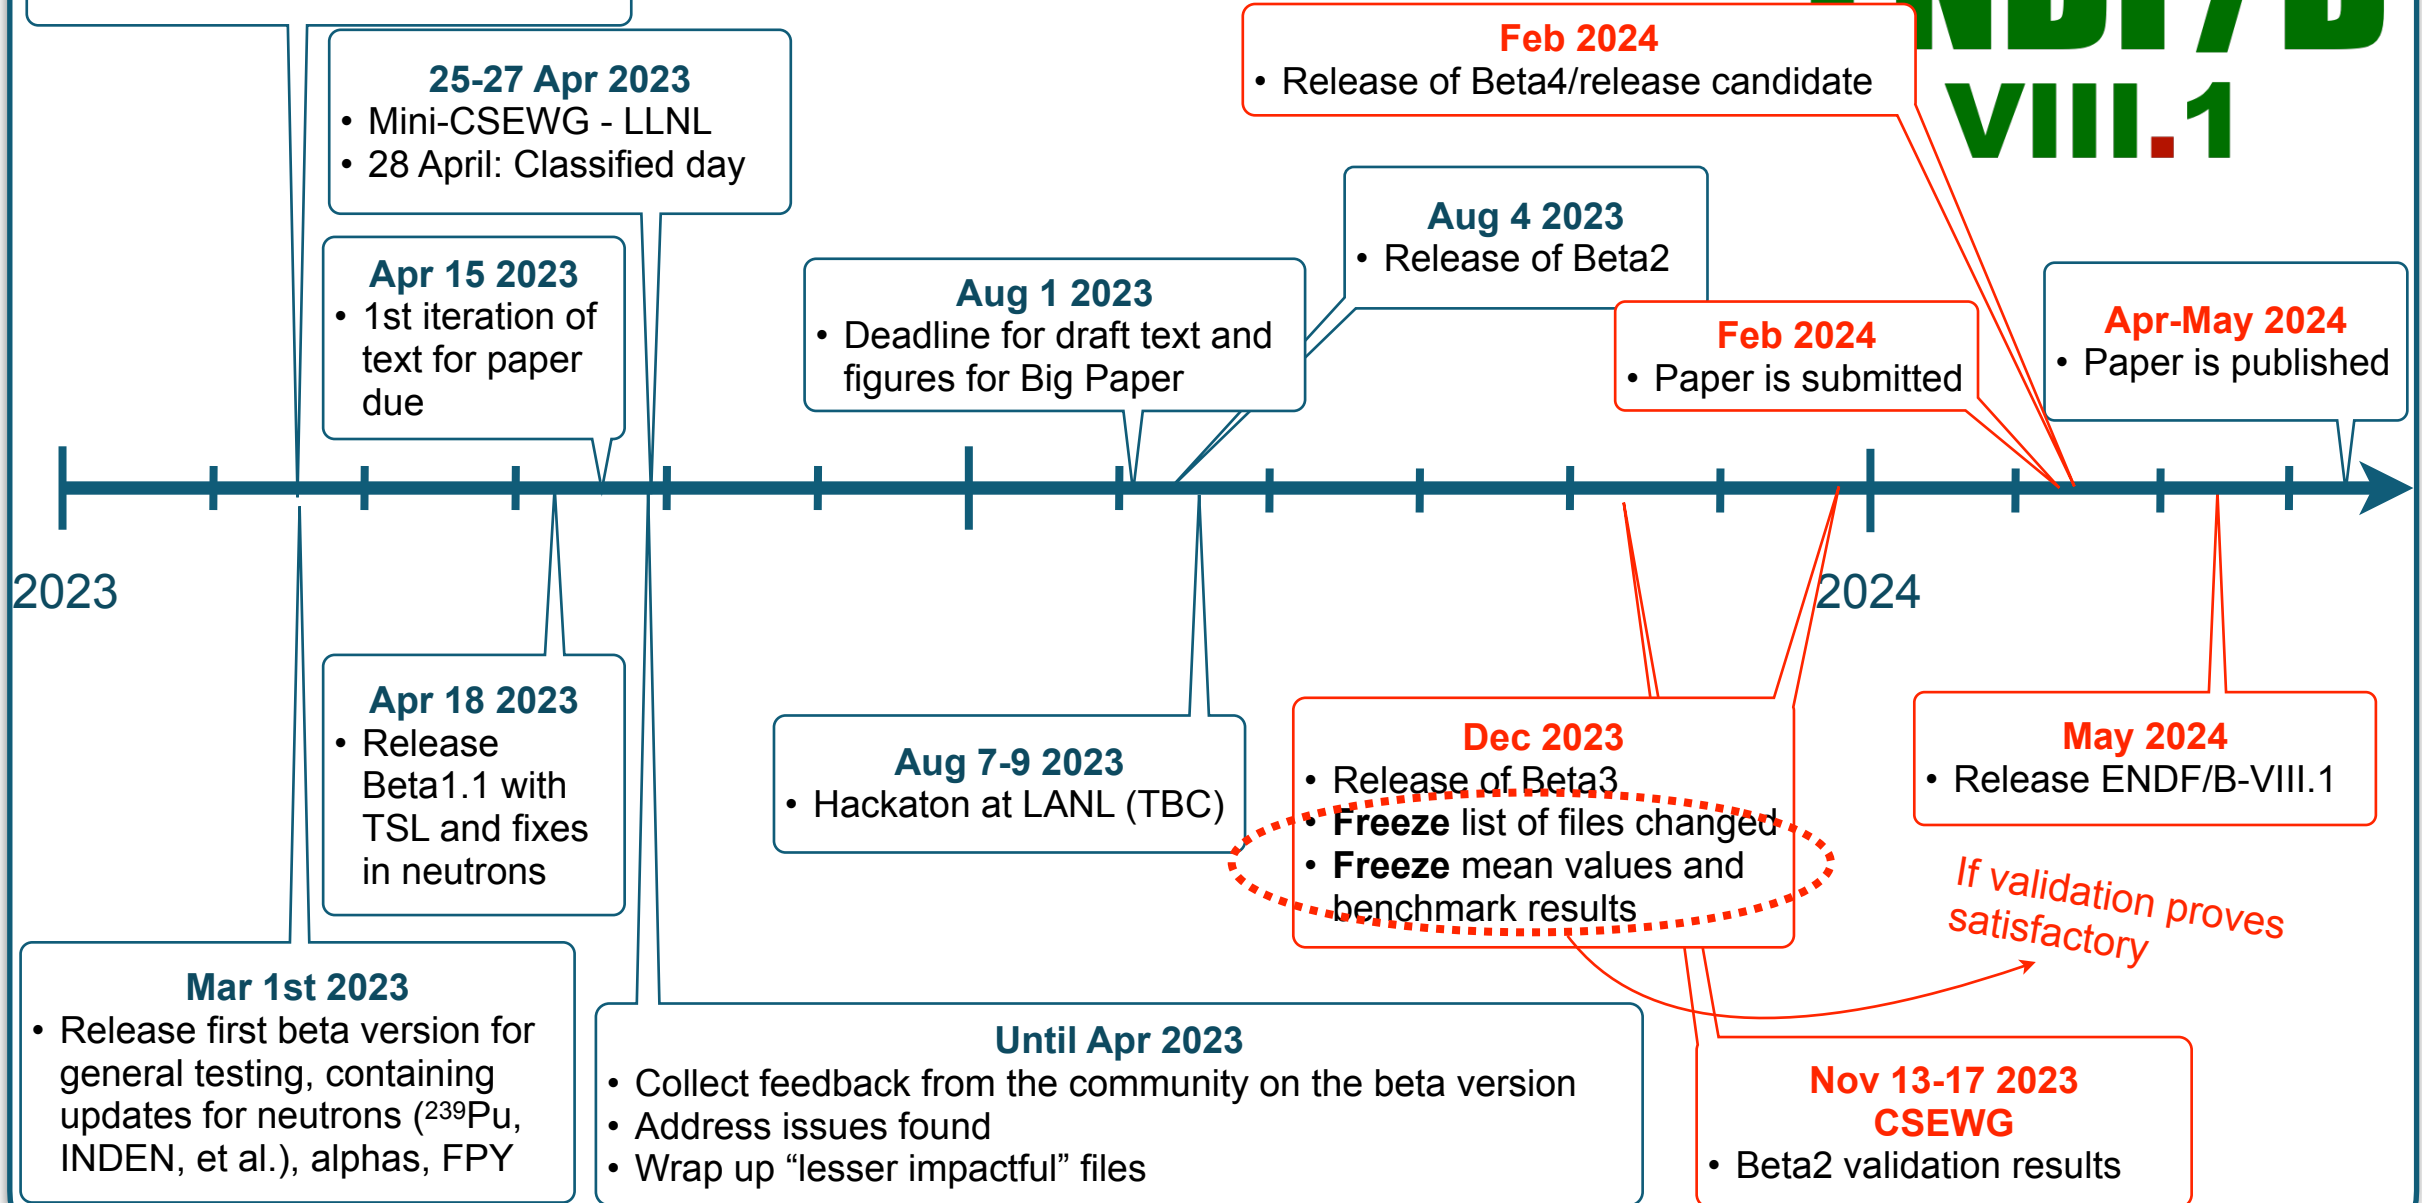 25-27 Apr 2023
• Mini-CSEWG - LLNL
• 28 April: Classified day
Feb 2024
• Release of Beta4/release candidate
VIII.1
Apr 15 2023
• 1st iteration of
text for paper
due
Aug 1 2023
• Deadline for draft text and
figures for Big Paper
Aug 4 2023
• Release of Beta2
Feb 2024
• Paper is submitted
Apr-May 2024
• Paper is published
2023
2024
Apr 18 2023
• Release
Beta1.1 with
TSL and fixes
in neutrons
Aug 7-9 2023
• Hackaton at LANL (TBC)
Dec 2023
• Release of Beta3
• Freeze list of files changed
• Freeze mean values and
benchmark results
May 2024
• Release ENDF/B-VIII.1
If validation proves
satisfactory
Mar 1st 2023
• Release first beta version for
general testing, containing
updates for neutrons (²³⁹Pu,
INDEN, et al.), alphas, FPY
Until Apr 2023
• Collect feedback from the community on the beta version
• Address issues found
• Wrap up “lesser impactful” files
Nov 13-17 2023
CSEWG
• Beta2 validation results